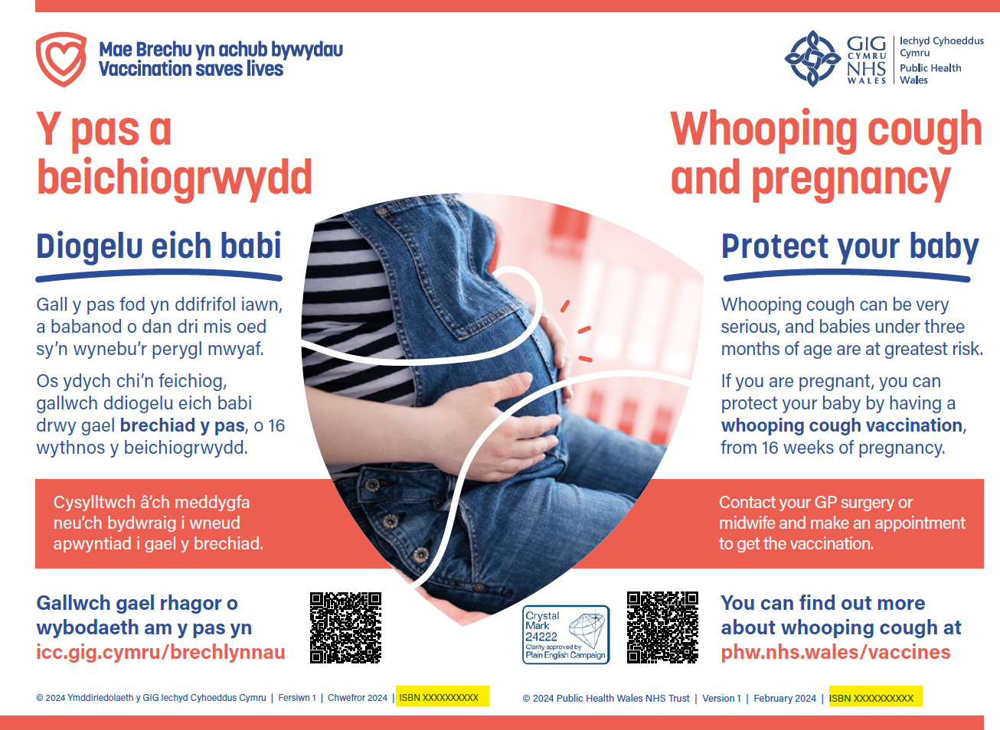 Mae Brechu yn achub bywydau
Vaccination saves lives
GIG
CYMRU
NHS
WALES
Iechyd Cyhoeddus
Cymru
Public Health
Wales
Y pas a
beichiogrwydd
Diogelu eich babi
Gall y pas fod yn ddifrifol iawn,
a babanod o dan dri mis oed
sy’n wynebu’r perygl mwyaf.
Os ydych chi’n feichiog,
gallwch ddiogelu eich babi
drwy gael brechiad y pas, o 16
wythnos y beichiogrwydd.
Cysylltwch â’ch meddygfa
neu’ch bydwraig i wneud
apwyntiad i gael y brechiad.
Gallwch gael rhagor o
wybodaeth am y pas yn
icc.gig.cymru/brechlynnau
Whooping cough
and pregnancy
Protect your baby
Whooping cough can be very
serious, and babies under three
months of age are at greatest risk.
If you are pregnant, you can
protect your baby by having a
whooping cough vaccination,
from 16 weeks of pregnancy.
Contact your GP surgery or
midwife and make an appointment
to get the vaccination.
Crystal
Mark
24222
Clarity approved by
Plain English Campaign
You can find out more
about whooping cough at
phw.nhs.wales/vaccines
© 2024 Ymddiriedolaeth y GIG Iechyd Cyhoeddus Cymru | Fersiwn 1 | Chwefror 2024 | ISBN XXXXXXXXXX
© 2024 Public Health Wales NHS Trust | Version 1 | February 2024 | ISBN XXXXXXXXXX